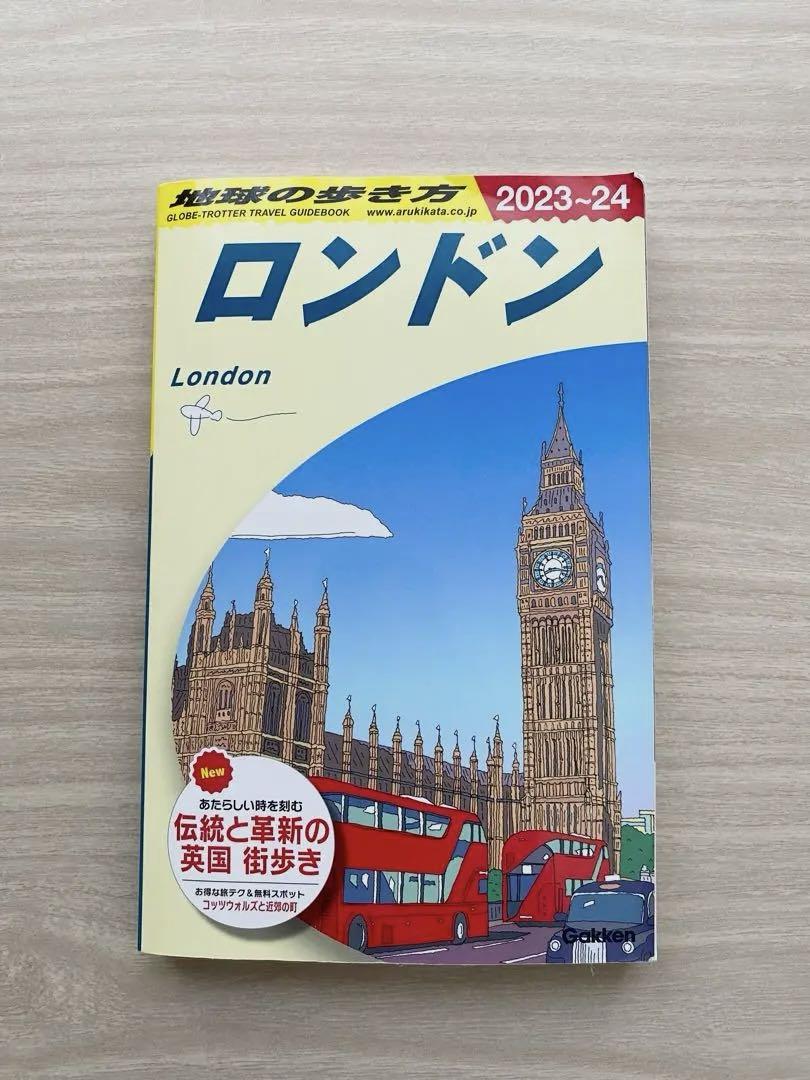 地球の歩き方
2023~24
GLOBE-TROTTER TRAVEL GUIDEBOOK www.arukikata.co.jp
ロンドン
London
New
あたらしい時を刻む
伝統と革新の
英国 街歩き
お得な旅テク&無料スポット
コッツウォルズと近郊の町
Gakken